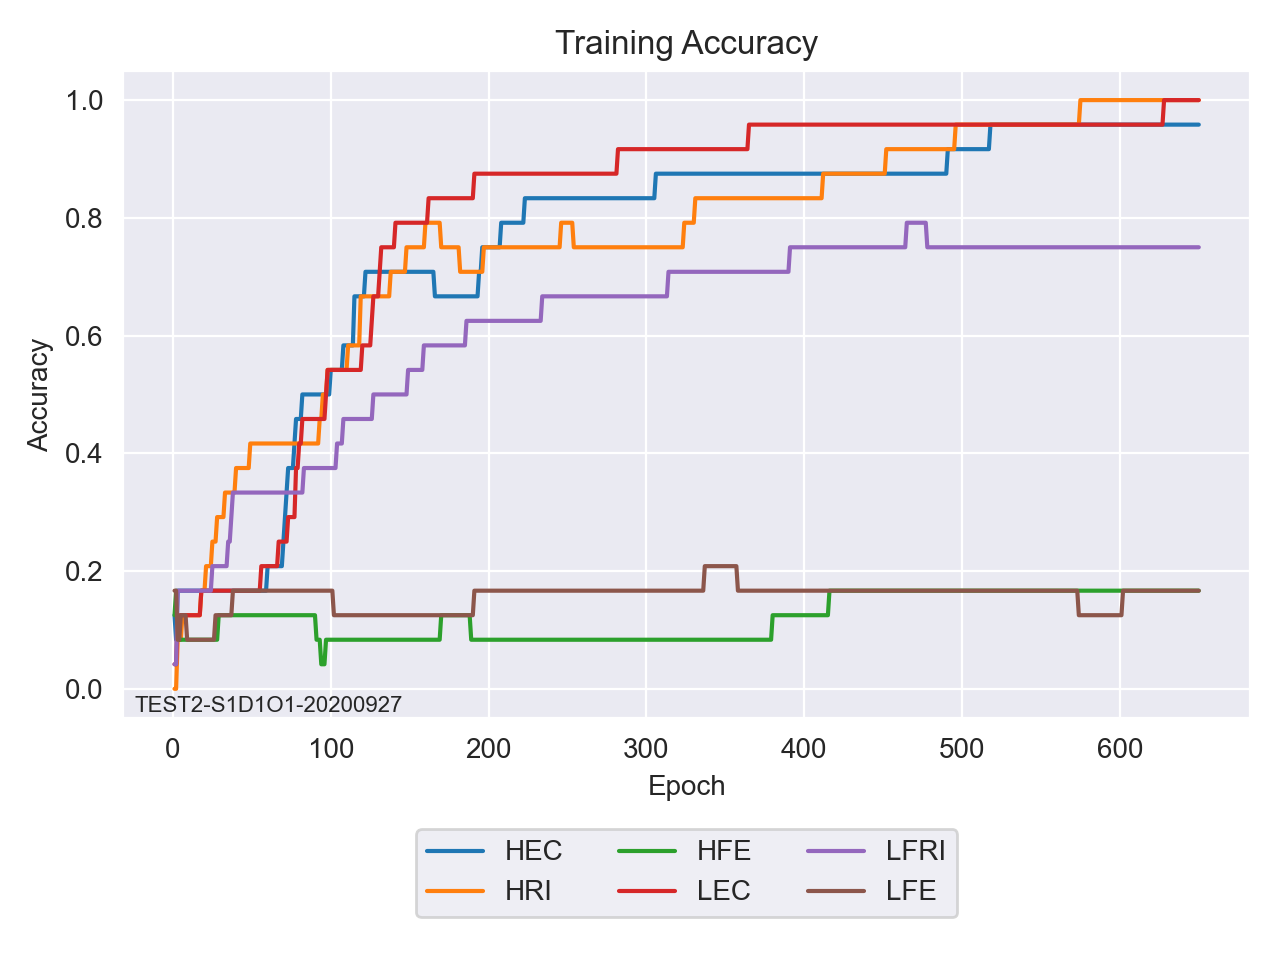 Training Accuracy
Accuracy
1.0
0.8
0.6
0.4
0.2
0.0
TEST2-S1D1O1-20200927
0 100 200 300 400 500 600
Epoch
HEC HFE LFRI
HRI LEC LFE